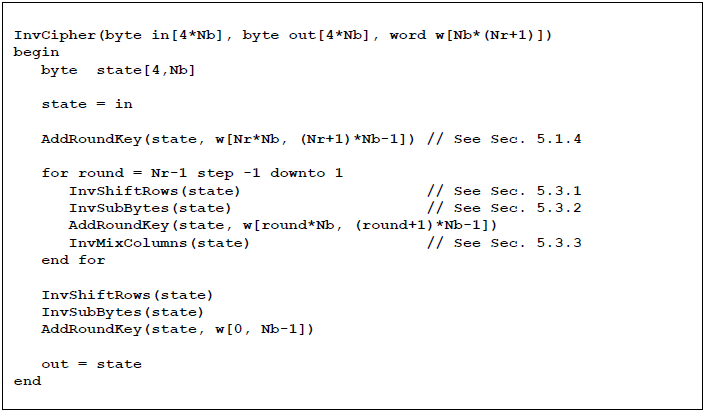 InvCipher(byte in[4*Nb], byte out[4*Nb], word w[Nb*(Nr+1)])
begin
   byte  state[4,Nb]
   state = in
   AddRoundKey(state, w[Nr*Nb, (Nr+1)*Nb-1]) // See Sec. 5.1.4
   for round = Nr-1 step -1 downto 1
      InvShiftRows(state)                    // See Sec. 5.3.1
      InvSubBytes(state)                     // See Sec. 5.3.2
      AddRoundKey(state, w[round*Nb, (round+1)*Nb-1])
      InvMixColumns(state)                   // See Sec. 5.3.3
   end for
   InvShiftRows(state)
   InvSubBytes(state)
   AddRoundKey(state, w[0, Nb-1])
   out = state
end